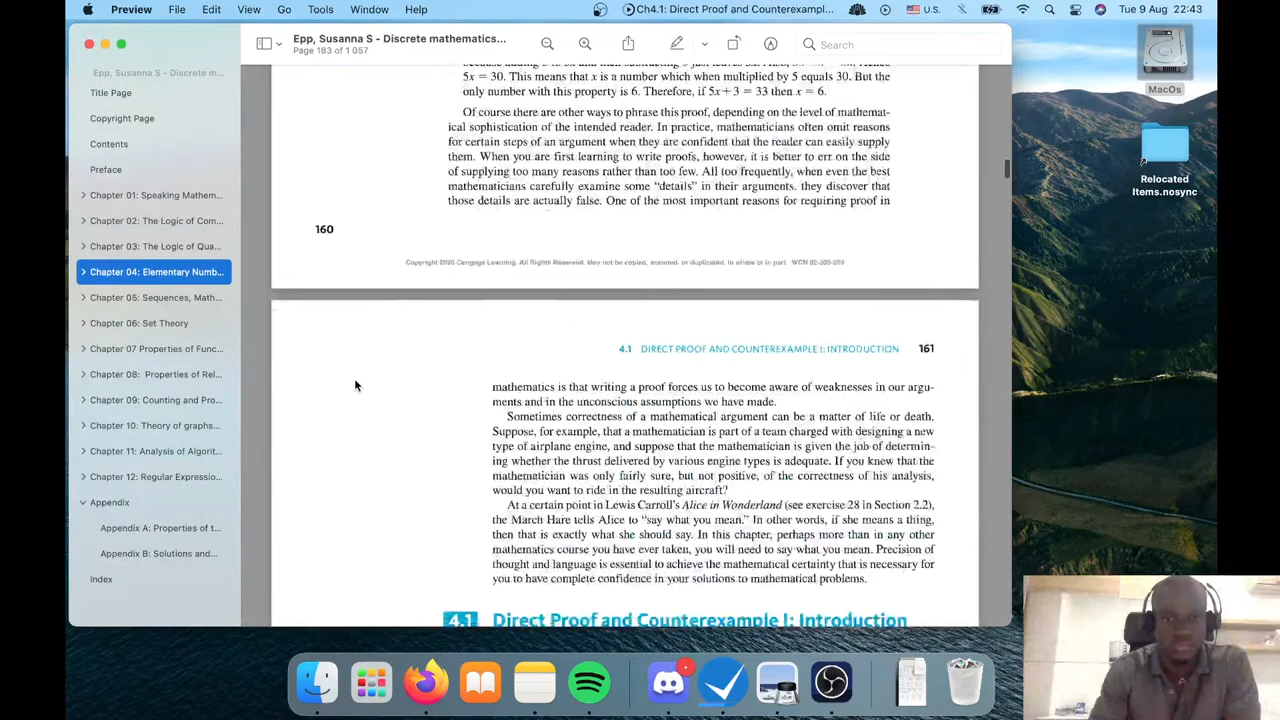 Preview File Edit View Go Tools Window Help
Ch4.1: Direct Proof and Counterexampl... U.S. Tue 9 Aug 22:43
Epp, Susanna S - Discrete m...
Title Page
Copyright Page
Contents
Preface
Chapter 01: Speaking Mathem...
Chapter 02: The Logic of Com...
Chapter 03: The Logic of Qua...
Chapter 04: Elementary Numb...
Chapter 05: Sequences, Math...
Chapter 06: Set Theory
Chapter 07 Properties of Func...
Chapter 08: Properties of Rel...
Chapter 09: Counting and Pro...
Chapter 10: Theory of graphs...
Chapter 11: Analysis of Algorit...
Chapter 12: Regular Expressio...
Appendix
Appendix A: Properties of t...
Appendix B: Solutions and...
Index
Epp, Susanna S - Discrete mathematics...
Page 183 of 1 057
Search
5x = 30. This means that x is a number which when multiplied by 5 equals 30. But the
only number with this property is 6. Therefore, if 5x + 3 = 33 then x = 6.
Of course there are other ways to phrase this proof, depending on the level of mathemat-
ical sophistication of the intended reader. In practice, mathematicians often omit reasons
for certain steps of an argument when they are confident that the reader can easily supply
them. When you are first learning to write proofs, however, it is better to err on the side
of supplying too many reasons rather than too few. All too frequently, when even the best
mathematicians carefully examine some "details" in their arguments, they discover that
those details are actually false. One of the most important reasons for requiring proof in
160
Copyright 2020 Cengage Learning. All Rights Reserved. May not be copied, scanned, or duplicated, in whole or in part. WCN 02-200-203
4.1 DIRECT PROOF AND COUNTEREXAMPLE I: INTRODUCTION 161
mathematics is that writing a proof forces us to become aware of weaknesses in our argu-
ments and in the unconscious assumptions we have made.
Sometimes correctness of a mathematical argument can be a matter of life or death.
Suppose, for example, that a mathematician is part of a team charged with designing a new
type of airplane engine, and suppose that the mathematician is given the job of determin-
ing whether the thrust delivered by various engine types is adequate. If you knew that the
mathematician was only fairly sure, but not positive, of the correctness of his analysis,
would you want to ride in the resulting aircraft?
At a certain point in Lewis Carroll's Alice in Wonderland (see exercise 28 in Section 2.2),
the March Hare tells Alice to "say what you mean." In other words, if she means a thing,
then that is exactly what she should say. In this chapter, perhaps more than in any other
mathematics course you have ever taken, you will need to say what you mean. Precision of
thought and language is essential to achieve the mathematical certainty that is necessary for
you to have complete confidence in your solutions to mathematical problems.
4.1 Direct Proof and Counterexample I: Introduction
MacOs
Relocated
Items.nosync